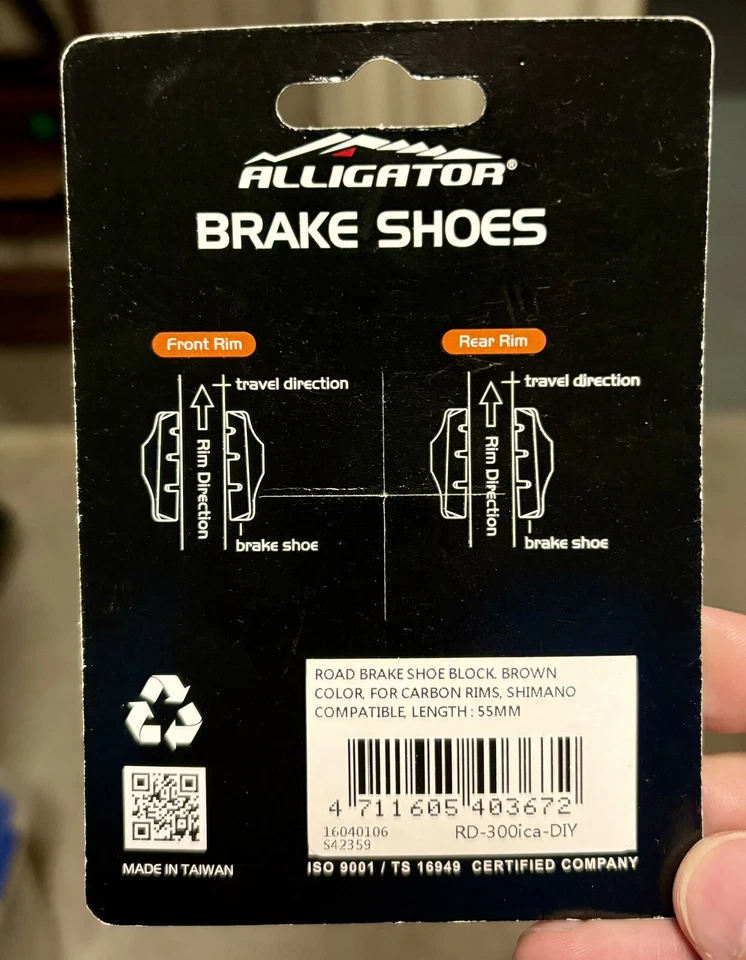 ALLIGATOR®
BRAKE SHOES
Front Rim
travel direction
Rim Direction
brake shoe
Rear Rim
travel direction
Rim Direction
brake shoe
ROAD BRAKE SHOE BLOCK. BROWN
COLOR, FOR CARBON RIMS, SHIMANO
COMPATIBLE, LENGTH : 55MM
4 711605 403672
16040106
RD-300ica-DIY
S42359
MADE IN TAIWAN
ISO 9001 / TS 16949 CERTIFIED COMPANY